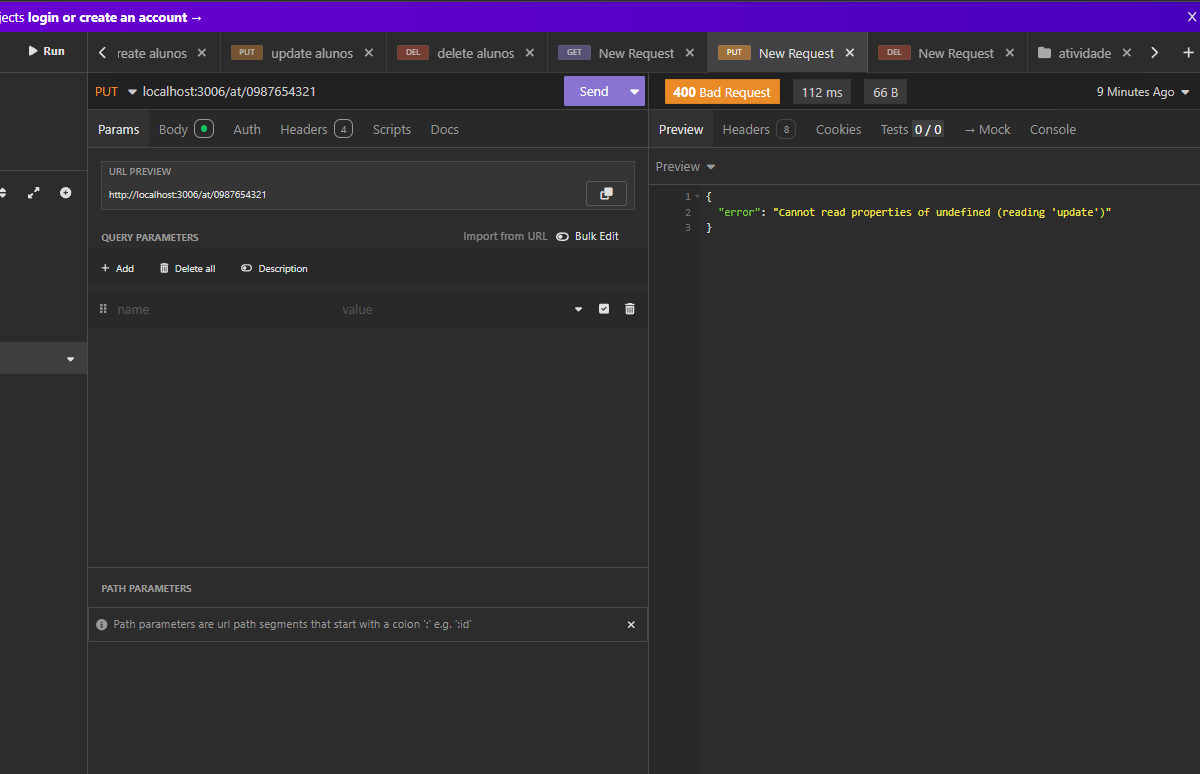 jects login or create an account →
Run
reate alunos
PUT update alunos
DEL delete alunos
GET New Request
PUT New Request
DEL New Request
atividade
PUT localhost:3006/at/0987654321
Send
400 Bad Request
112 ms
66 B
9 Minutes Ago
Params Body Auth Headers 4 Scripts Docs
Preview Headers 8 Cookies Tests 0 / 0 → Mock Console
URL PREVIEW
http://localhost:3006/at/0987654321
QUERY PARAMETERS
Import from URL Bulk Edit
+ Add Delete all Description
name value
PATH PARAMETERS
Path parameters are url path segments that start with a colon ':' e.g. ':id'
Preview
1 {
2 "error": "Cannot read properties of undefined (reading 'update')"
3 }